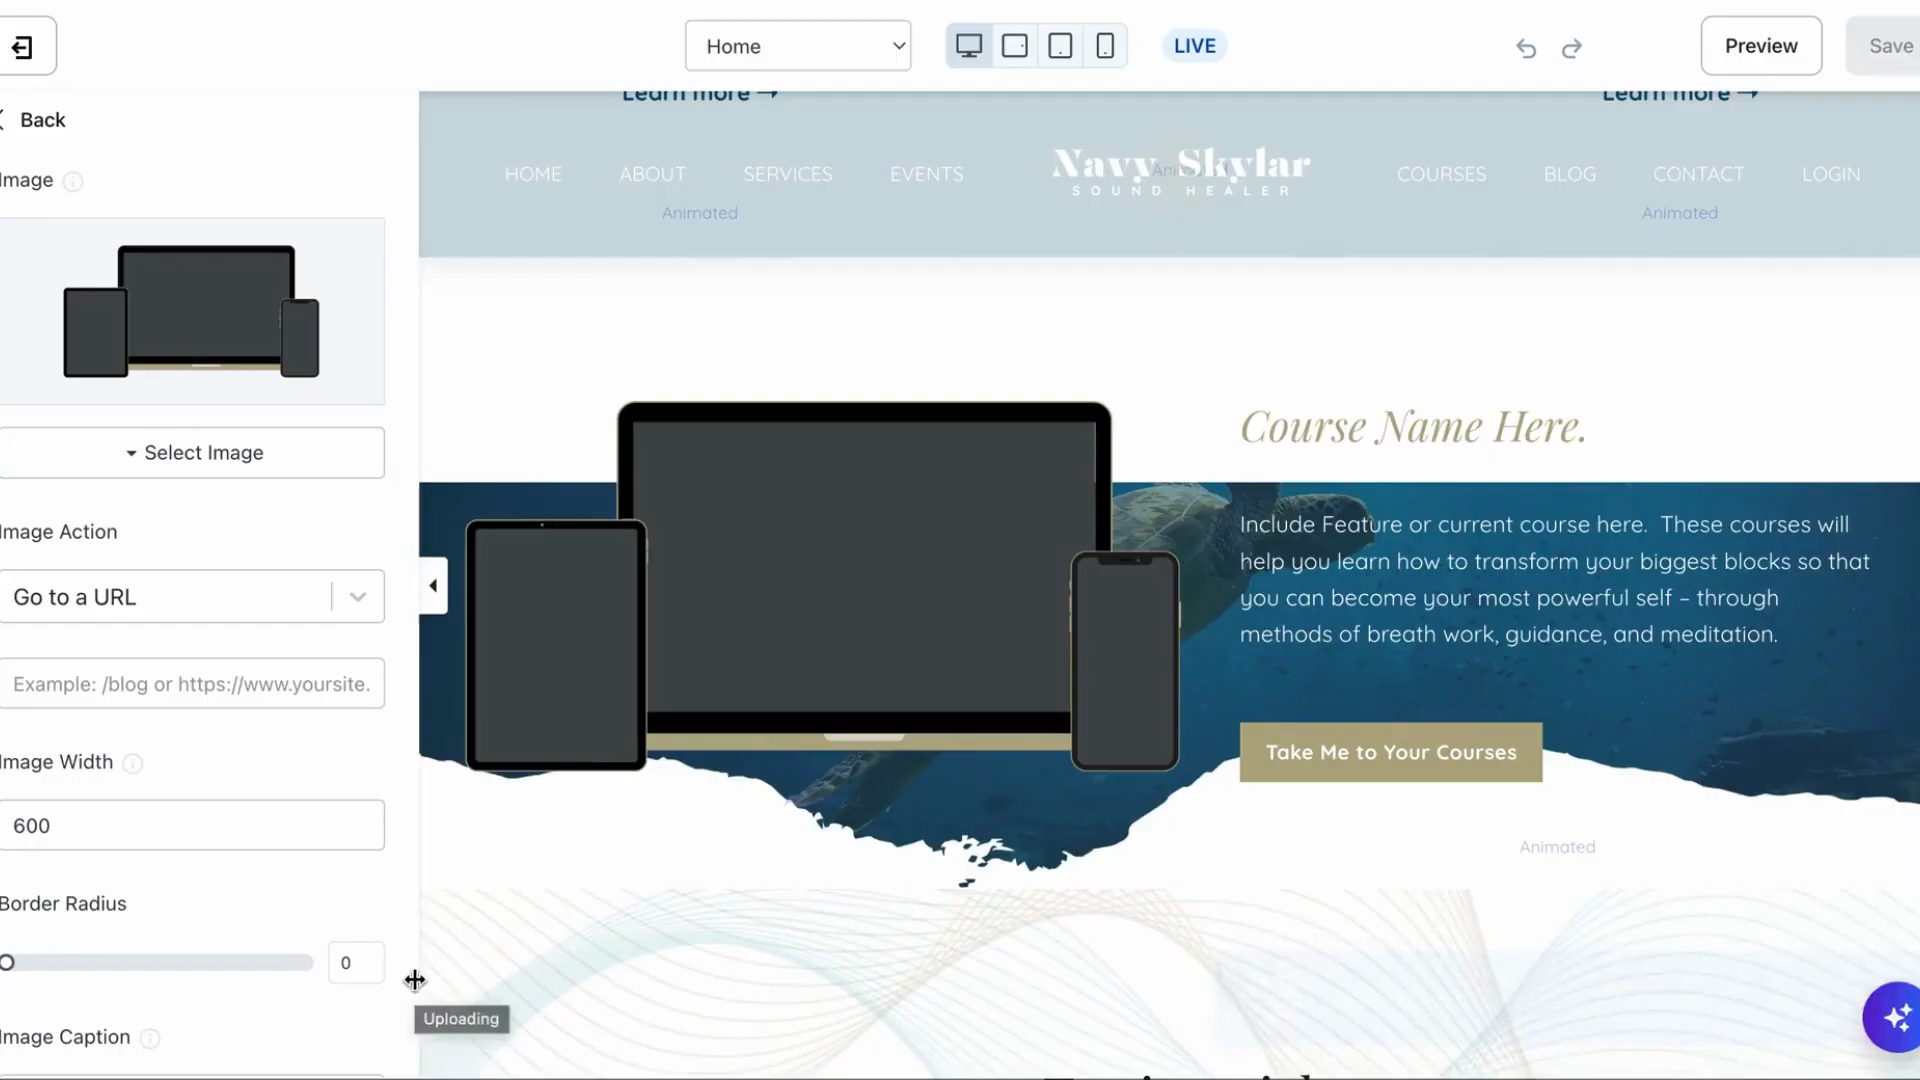 Home
LIVE
Preview
Save
Back
Image
Select Image
Image Action
Go to a URL
Example: /blog or https://www.yoursite.
Image Width
600
Border Radius
0
Uploading
Image Caption
Learn more →
Learn more →
HOME
ABOUT
SERVICES
EVENTS
Navy Skylar
SOUND HEALER
COURSES
BLOG
CONTACT
LOGIN
Animated
Animated
Animated
Course Name Here.
Include Feature or current course here. These courses will
help you learn how to transform your biggest blocks so that
you can become your most powerful self – through
methods of breath work, guidance, and meditation.
Take Me to Your Courses
Animated
Animated